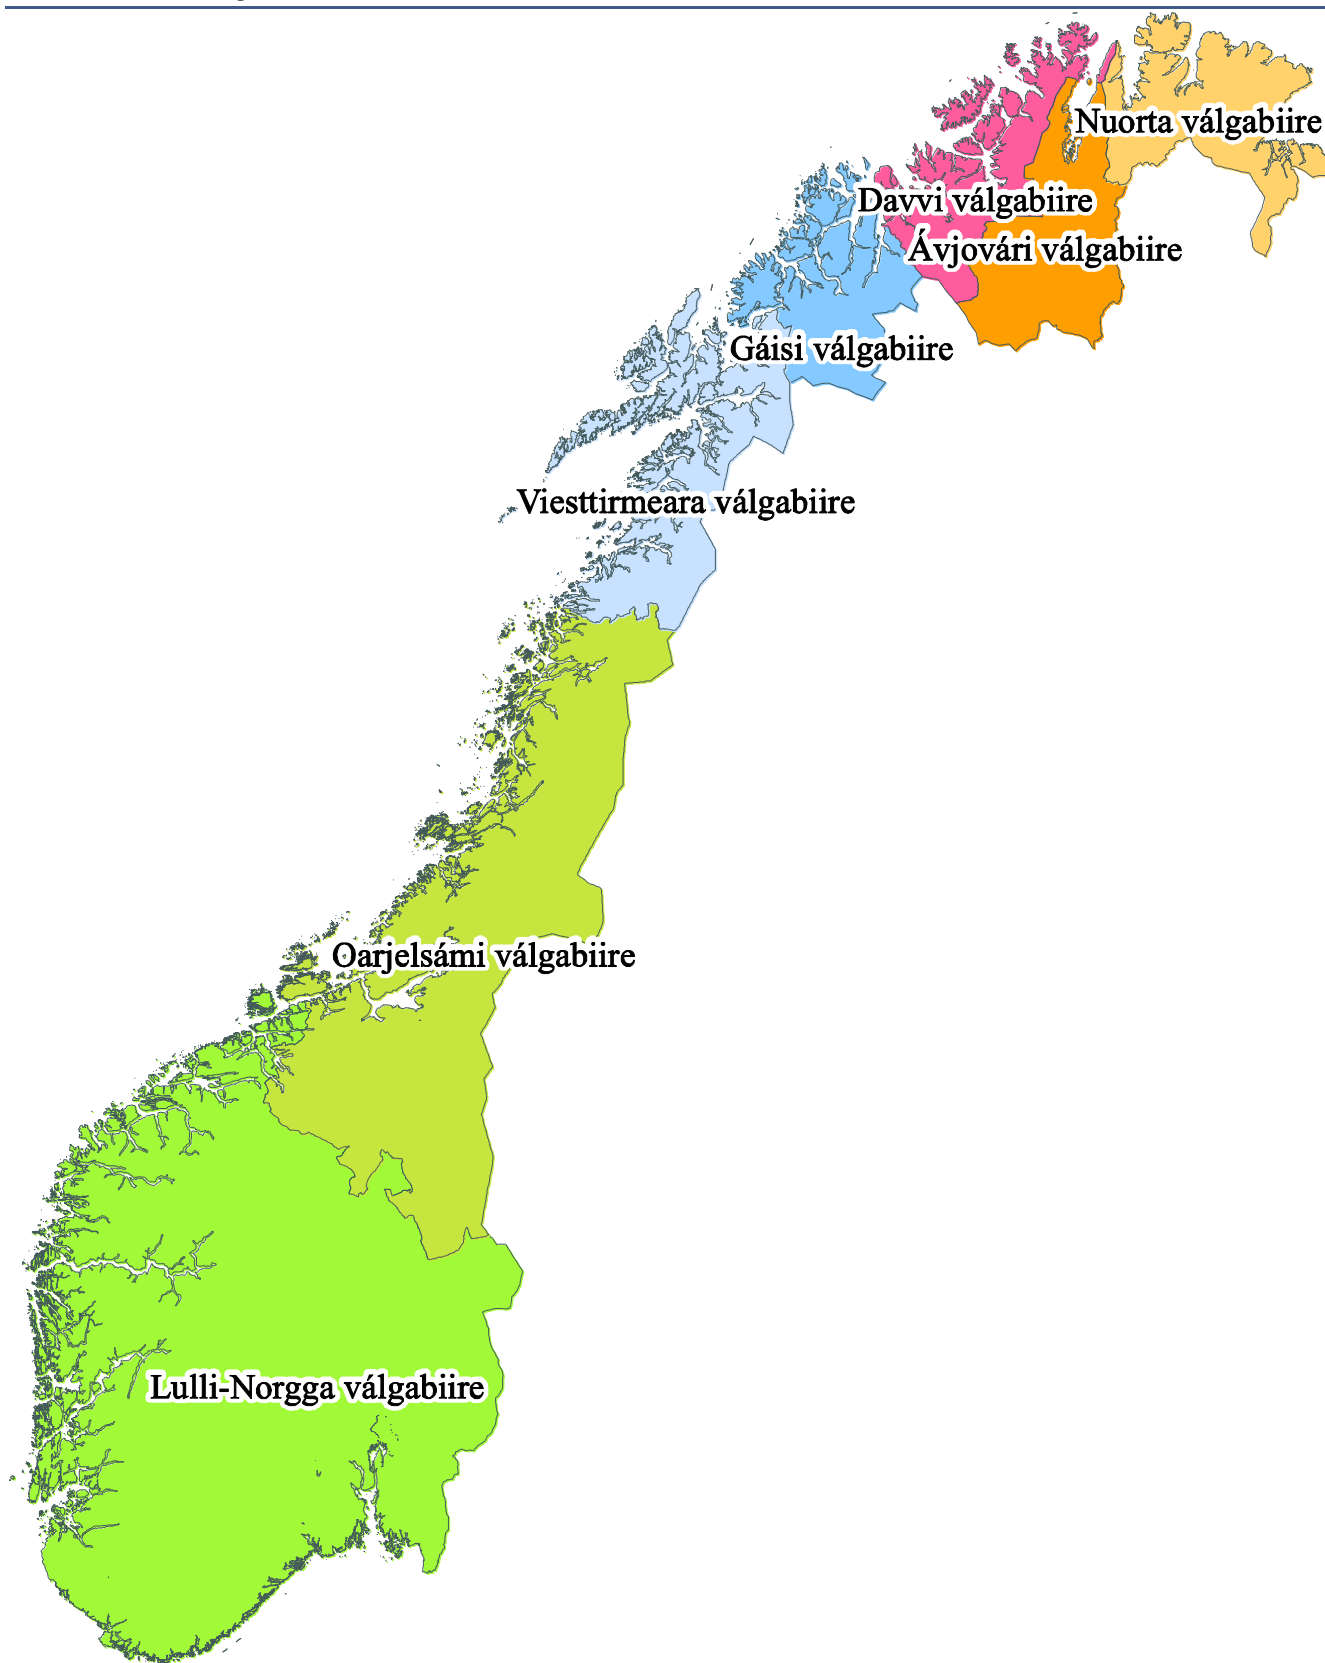 Nuorta válgabiire
Davvi válgabiire
Ávjovári válgabiire
Gáisi válgabiire
Viesttirmeara válgabiire
Oarjelsámi válgabiire
Lulli-Norgga válgabiire